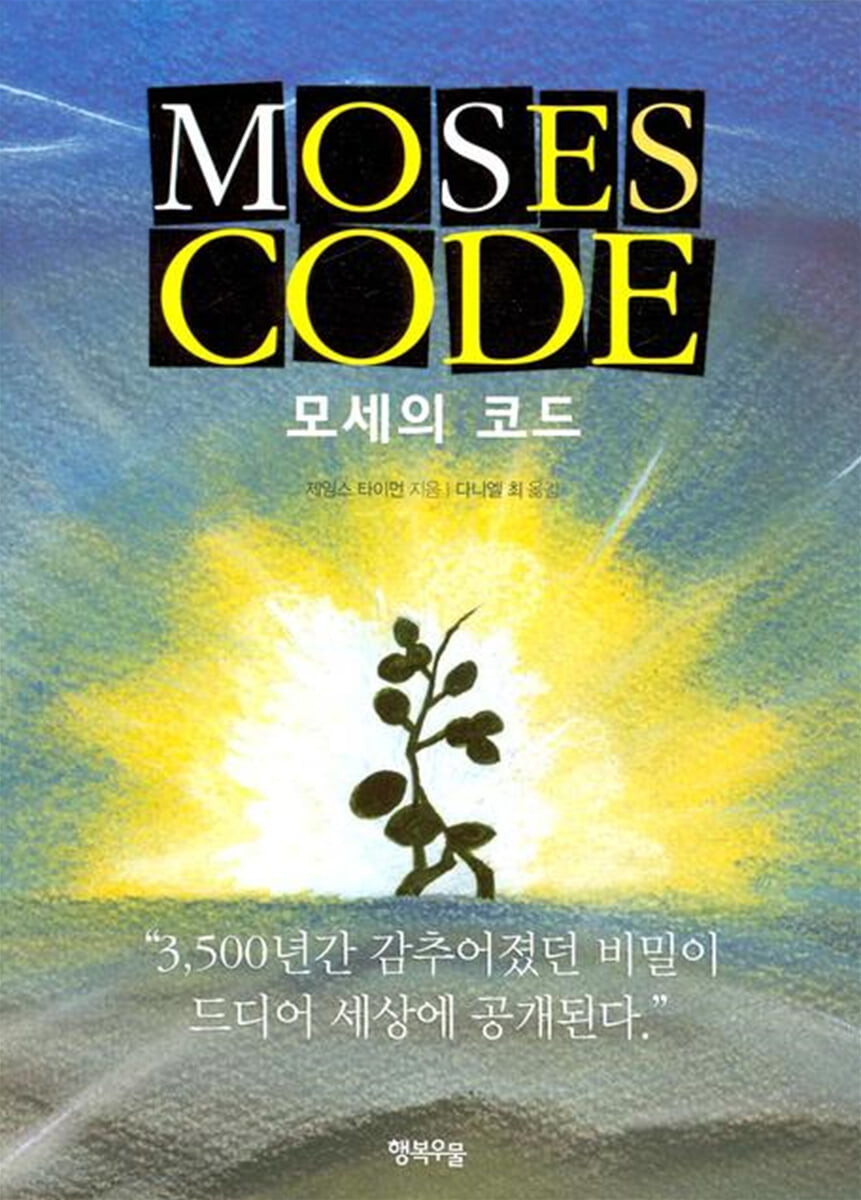 MOSES
CODE
모세의 코드
제임스 타이먼 지음 | 다니엘 최 옮김
“3,500년간 감추어졌던 비밀이
드디어 세상에 공개된다.”
행복우물